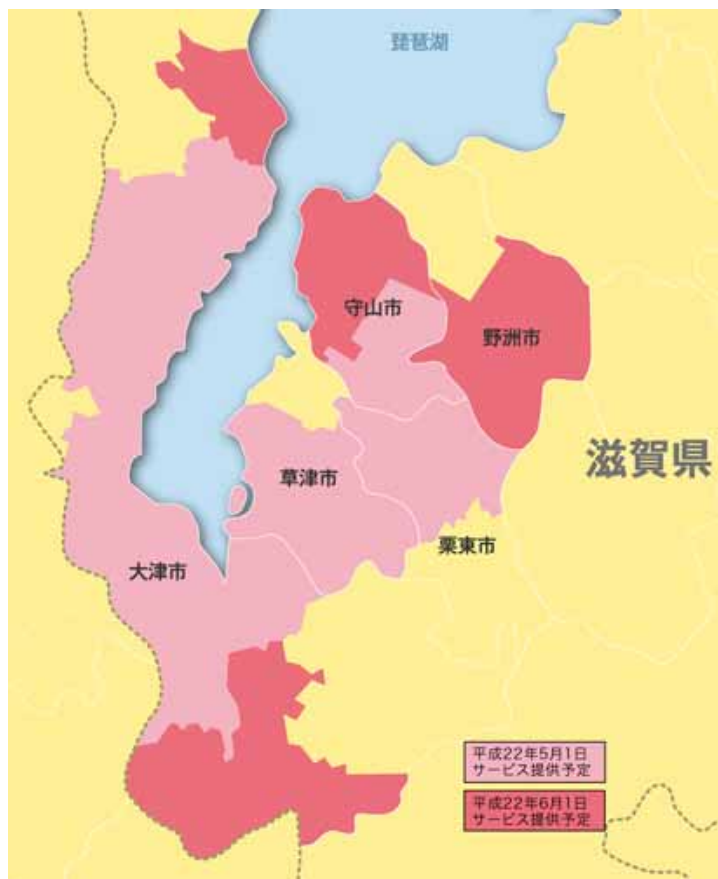 琵琶湖
守山市
野洲市
滋賀県
草津市
栗東市
大津市
平成22年5月1日
サービス提供予定
平成22年6月1日
サービス提供予定